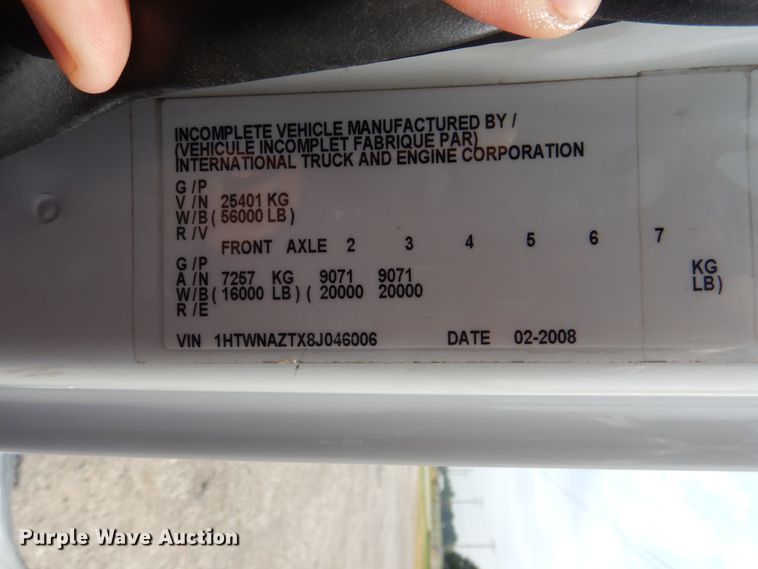 INCOMPLETE VEHICLE MANUFACTURED BY /
(VEHICULE INCOMPLET FABRIQUE PAR)
INTERNATIONAL TRUCK AND ENGINE CORPORATION
G /P
V /N 25401 KG
W/B ( 56000 LB)
R /V
FRONT AXLE 2 3 4 5 6 7
G /P
A /N 7257 KG 9071 9071 KG
W/B (16000 LB) ( 20000 20000 LB)
R /E
VIN 1HTWNAZTX8J046006 DATE 02-2008
Purple Wave Auction